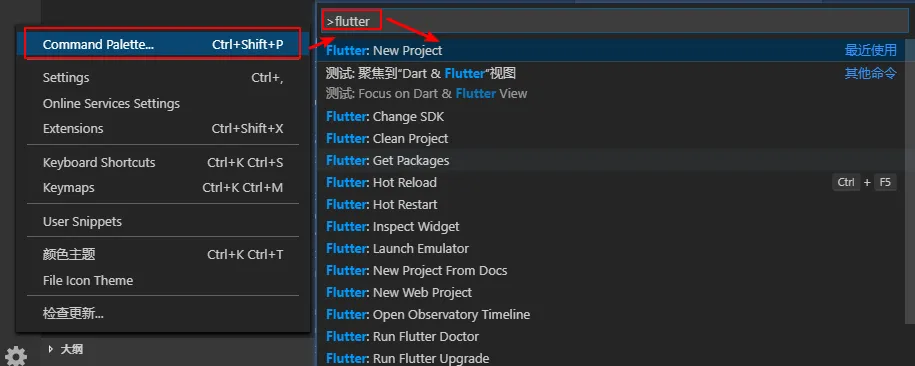 Command Palette... Ctrl+Shift+P
Settings Ctrl+,
Online Services Settings
Extensions Ctrl+Shift+X
Keyboard Shortcuts Ctrl+K Ctrl+S
Keymaps Ctrl+K Ctrl+M
User Snippets
颜色主题 Ctrl+K Ctrl+T
File Icon Theme
检查更新...
大纲
>flutter
Flutter: New Project 最近使用
测试: 聚焦到“Dart & Flutter”视图 其他命令
测试: Focus on Dart & Flutter View
Flutter: Change SDK
Flutter: Clean Project
Flutter: Get Packages
Flutter: Hot Reload Ctrl + F5
Flutter: Hot Restart
Flutter: Inspect Widget
Flutter: Launch Emulator
Flutter: New Project From Docs
Flutter: New Web Project
Flutter: Open Observatory Timeline
Flutter: Run Flutter Doctor
Flutter: Run Flutter Upgrade